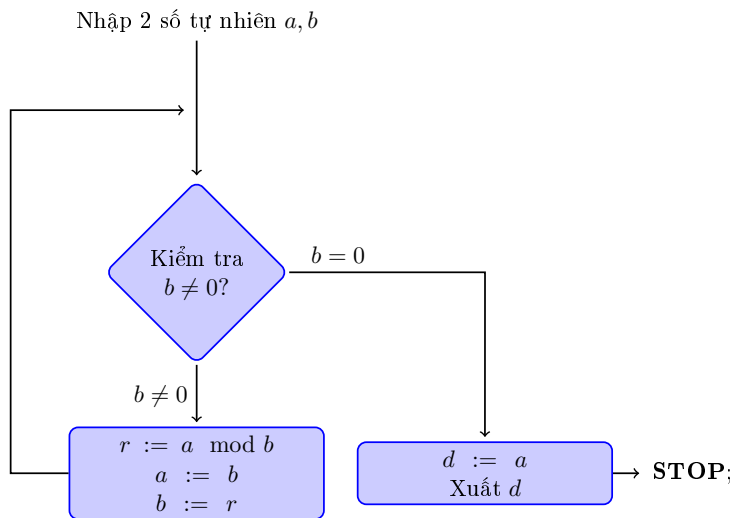 Nhập 2 số tự nhiên a, b
Kiểm tra
b ≠ 0?
b = 0
b ≠ 0
r := a mod b
a := b
b := r
d := a
Xuất d
STOP;